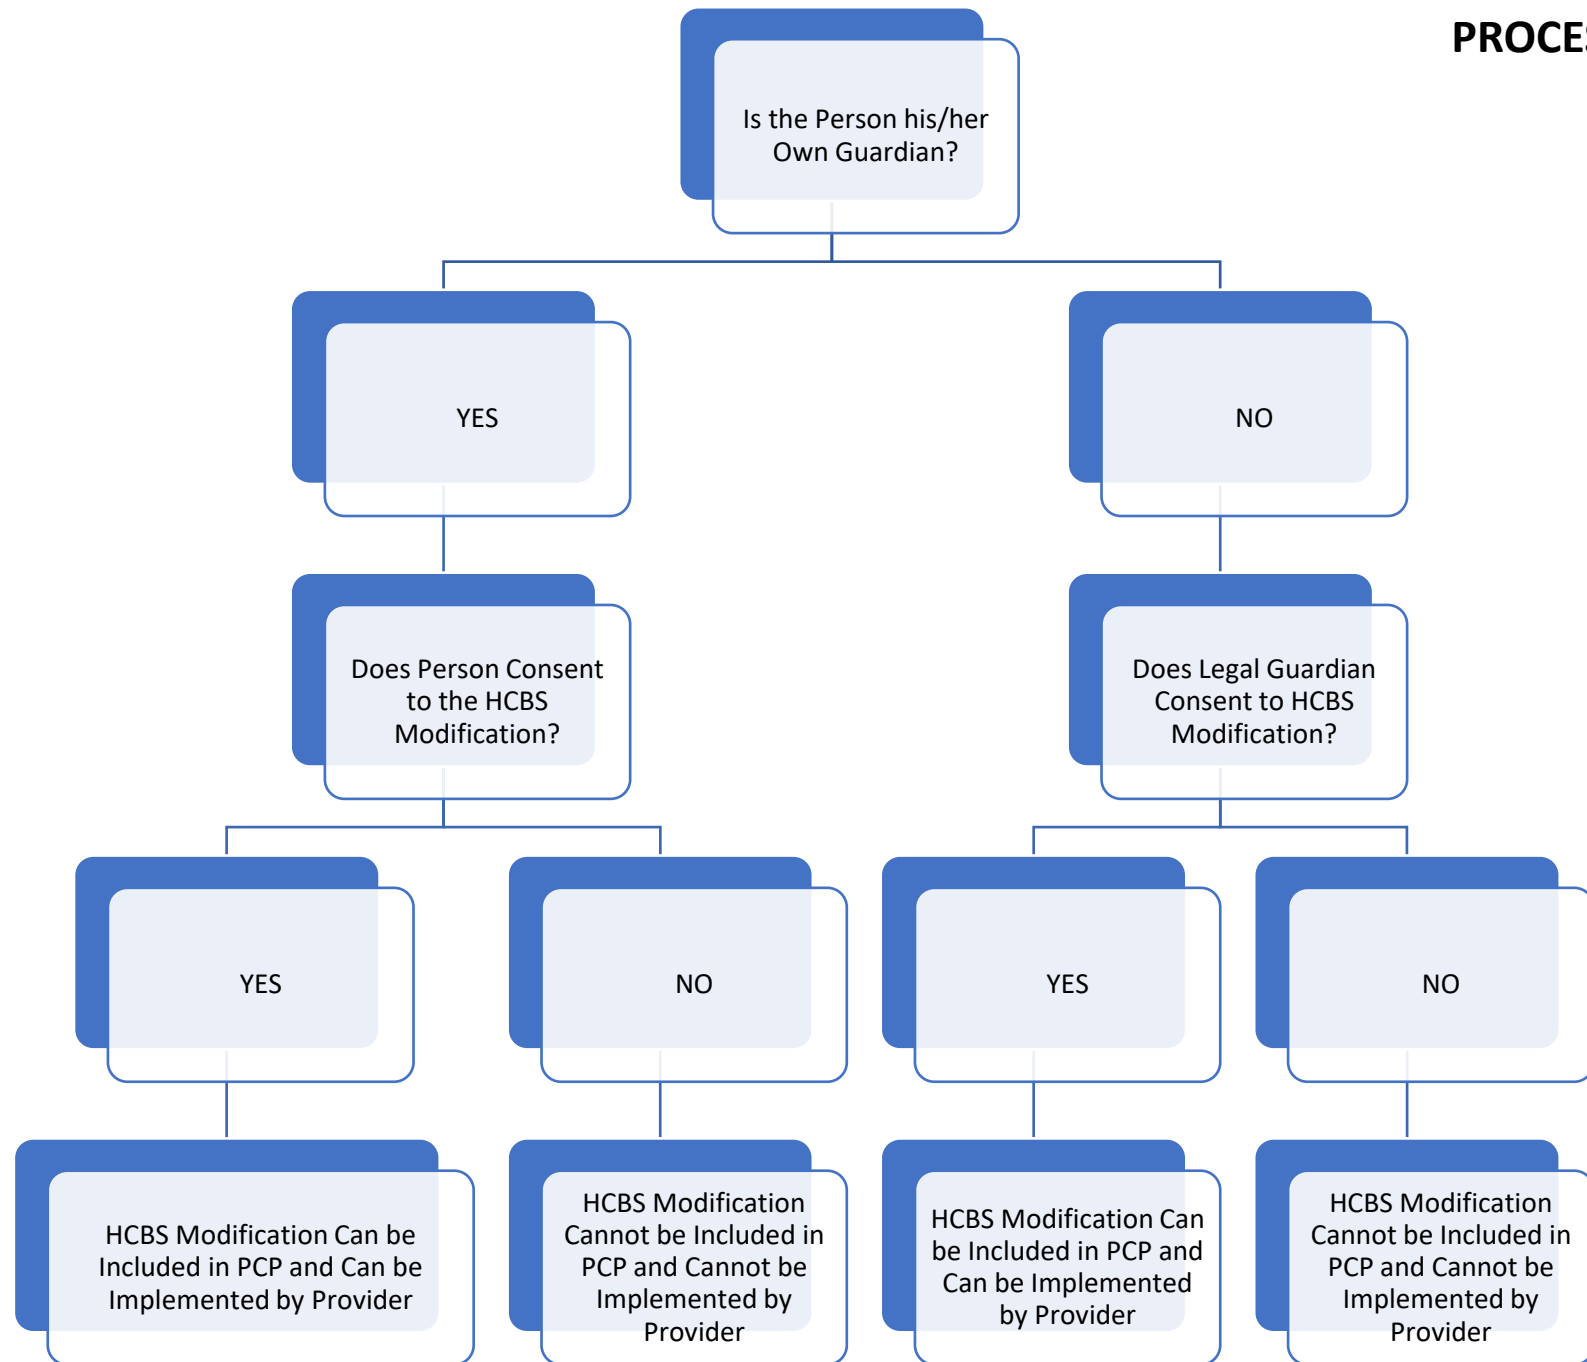 PROCES
Is the Person his/her
Own Guardian?
YES
NO
Does Person Consent
to the HCBS
Modification?
Does Legal Guardian
Consent to HCBS
Modification?
YES
NO
YES
NO
HCBS Modification Can be
Included in PCP and Can be
Implemented by Provider
HCBS Modification
Cannot be Included in
PCP and Cannot be
Implemented by
Provider
HCBS Modification Can
be Included in PCP and
Can be Implemented
by Provider
HCBS Modification
Cannot be Included in
PCP and Cannot be
Implemented by
Provider